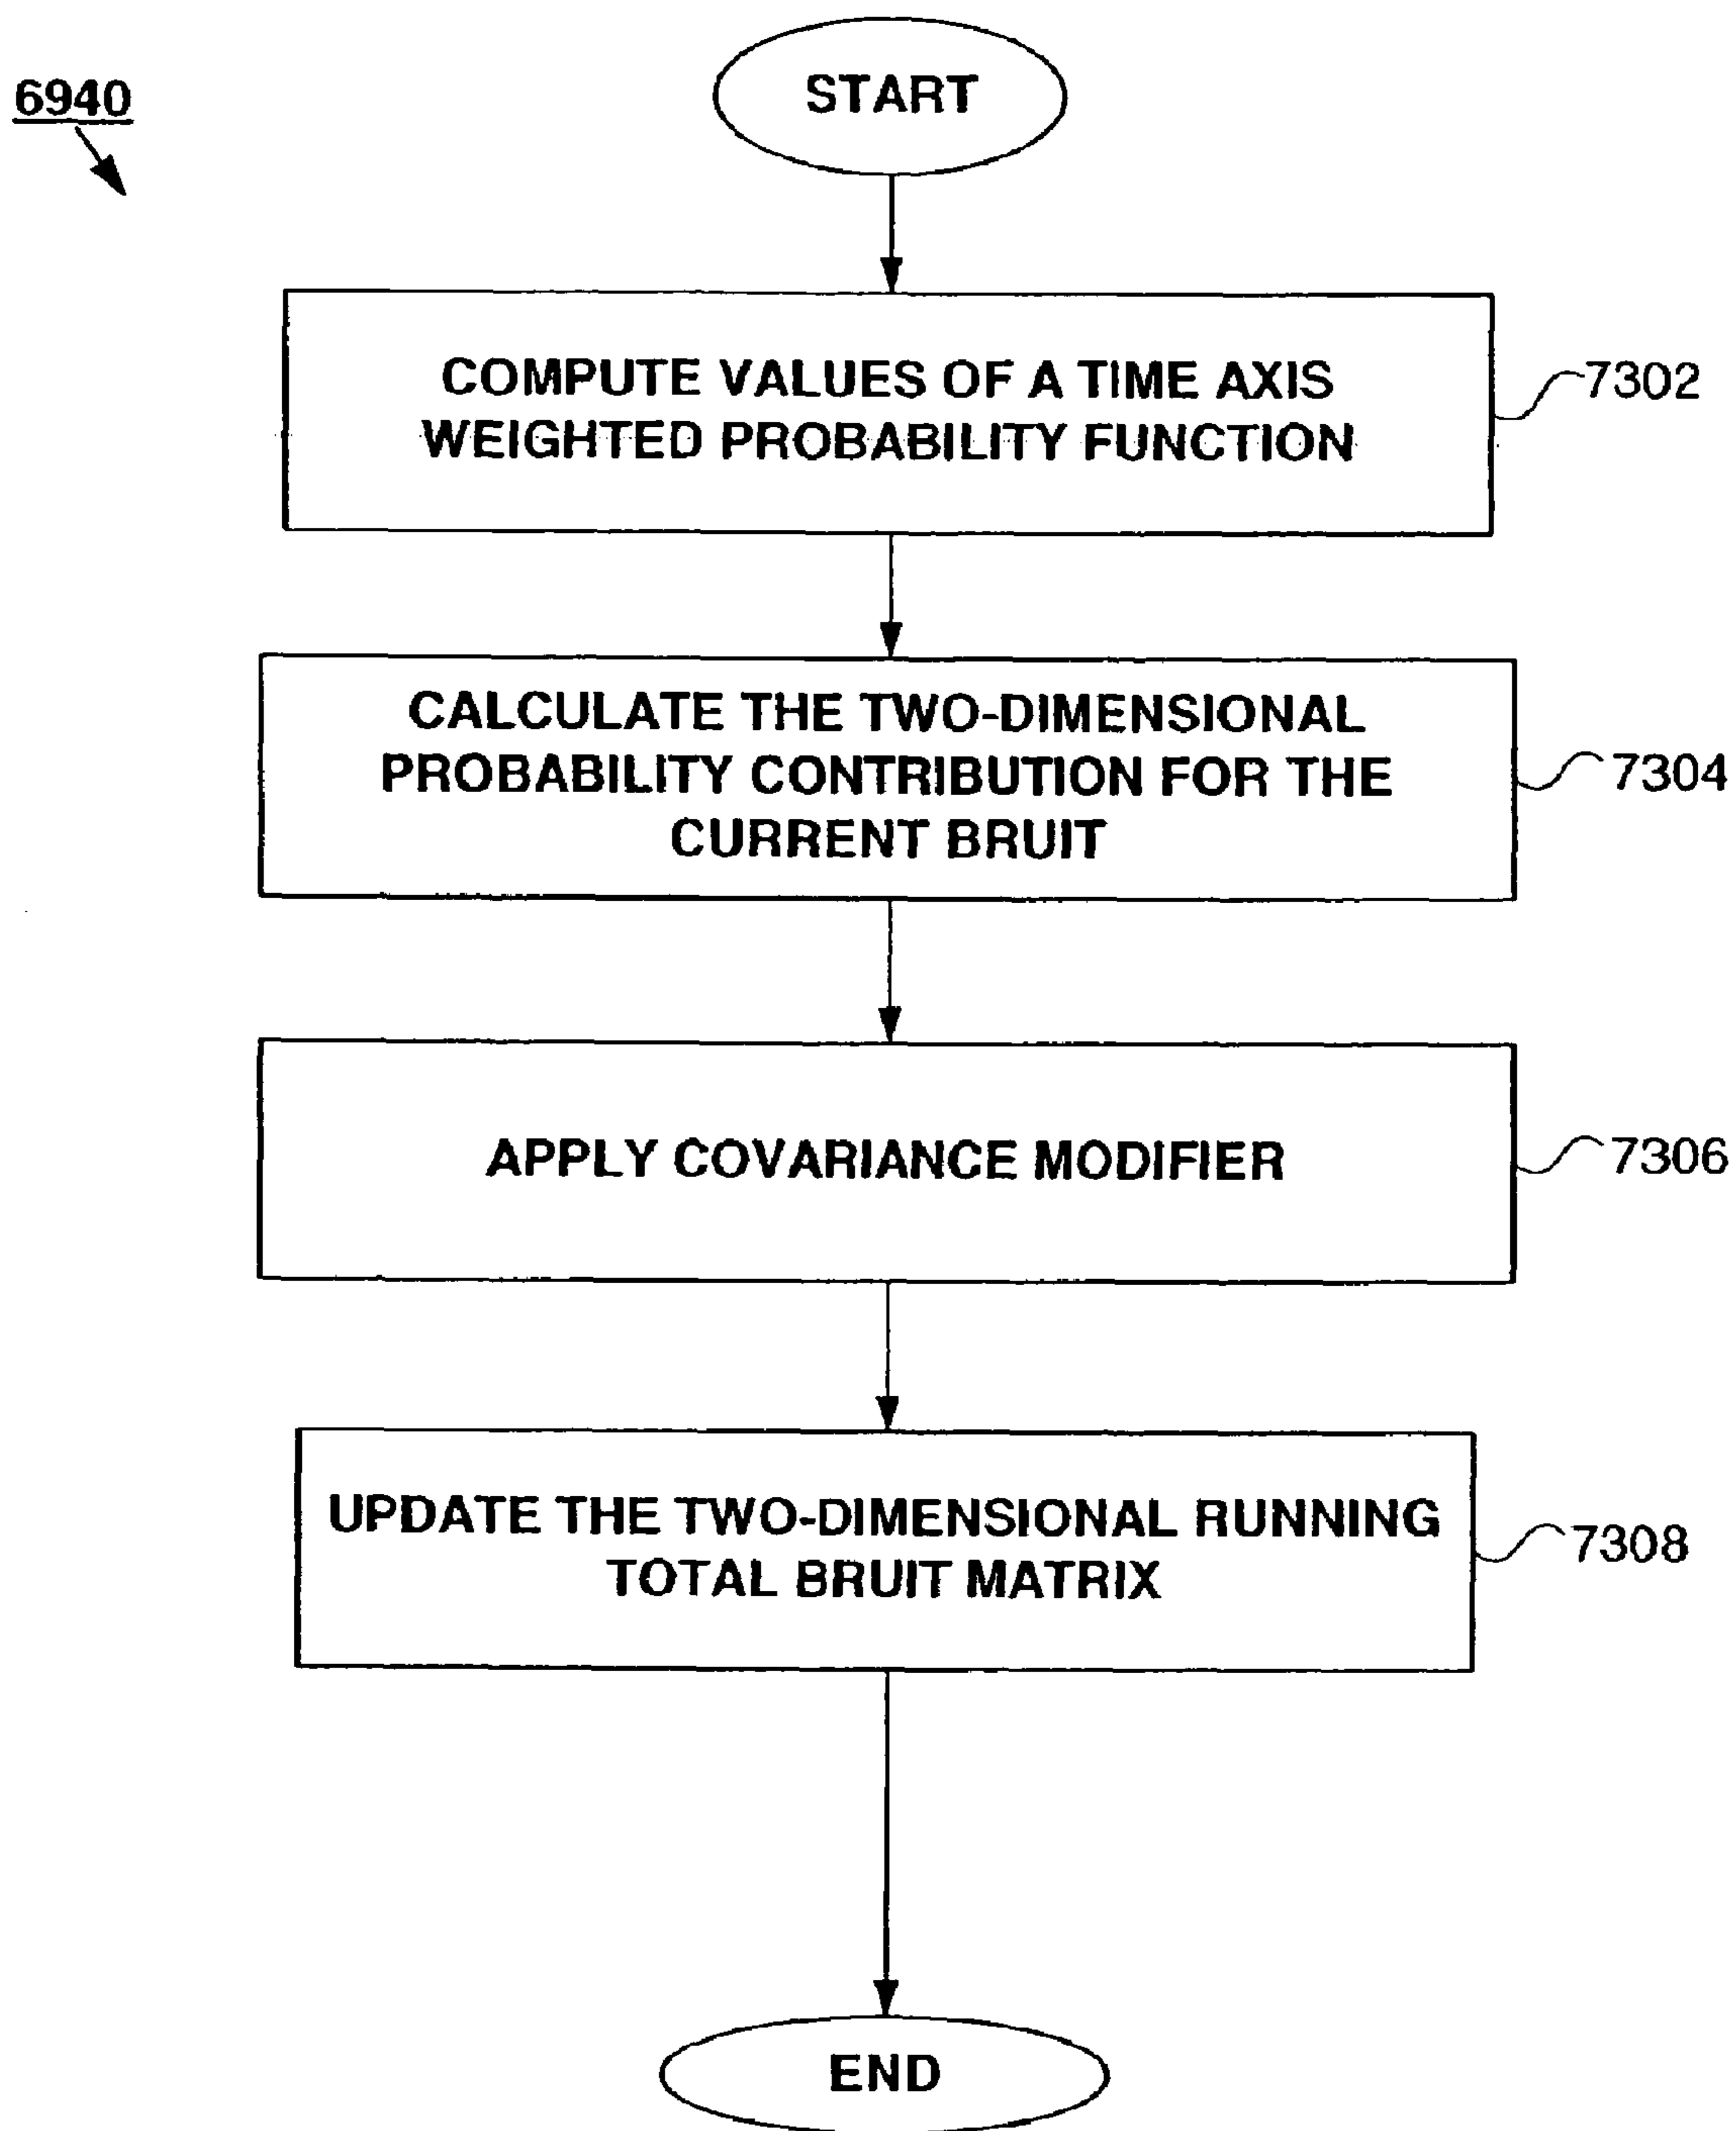 6940
START
COMPUTE VALUES OF A TIME AXIS
WEIGHTED PROBABILITY FUNCTION
7302
CALCULATE THE TWO-DIMENSIONAL
PROBABILITY CONTRIBUTION FOR THE
CURRENT BRUIT
7304
APPLY COVARIANCE MODIFIER
7306
UPDATE THE TWO-DIMENSIONAL RUNNING
TOTAL BRUIT MATRIX
7308
END